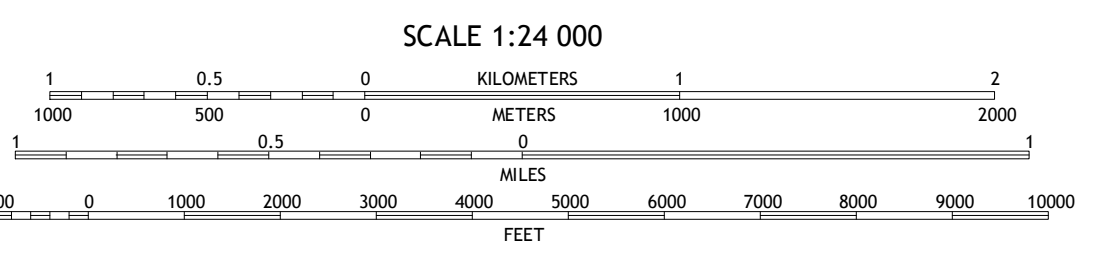 SCALE 1:24 000
1 0.5 0 KILOMETERS 1 2
1000 500 0 METERS 1000 2000
1 0.5 0 1
MILES
00 0 1000 2000 3000 4000 5000 6000 7000 8000 9000 10000
FEET